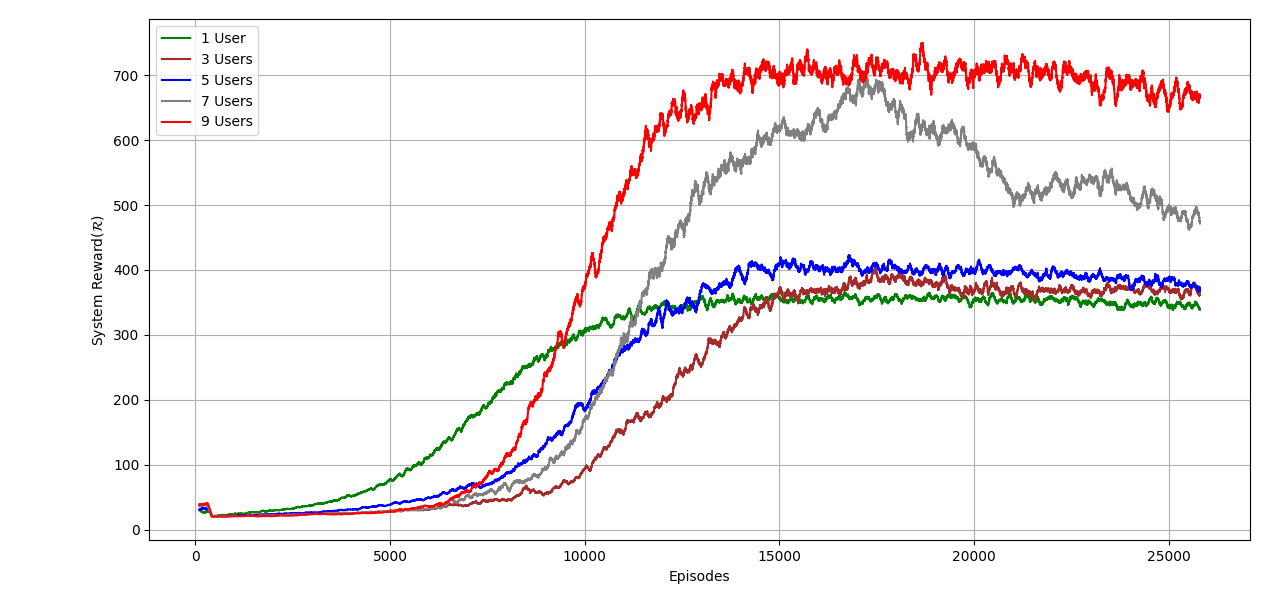 1 User
3 Users
5 Users
7 Users
9 Users
System Reward(ℛ)
700
600
500
400
300
200
100
0
0 5000 10000 15000 20000 25000
Episodes